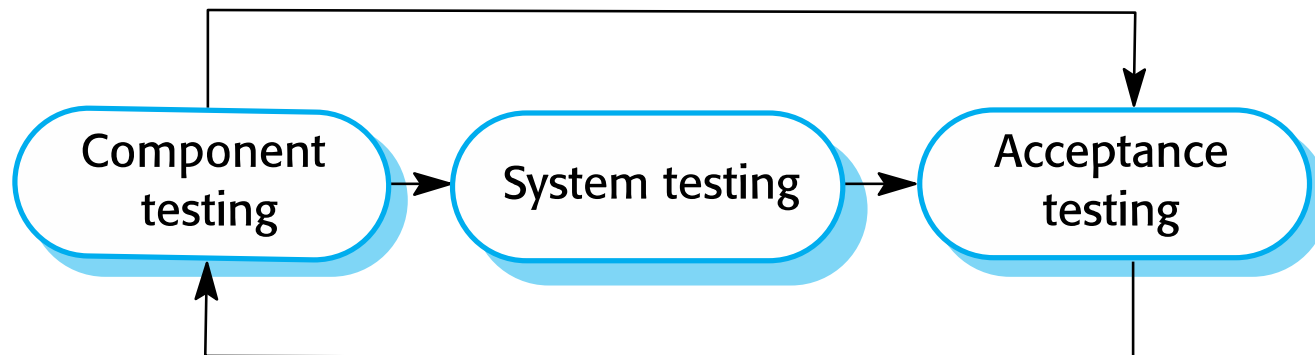 Component
testing
System testing
Acceptance
testing